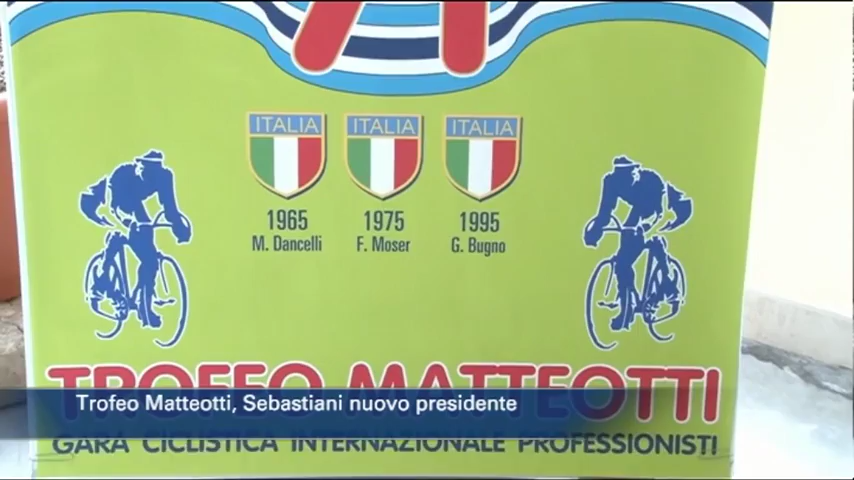 ITALIA ITALIA ITALIA
1965 1975 1995
M. Dancelli F. Moser G. Bugno
TROFEO MATTEOTTI
Trofeo Matteotti, Sebastiani nuovo presidente
GARA CICLISTICA INTERNAZIONALE PROFESSIONISTI